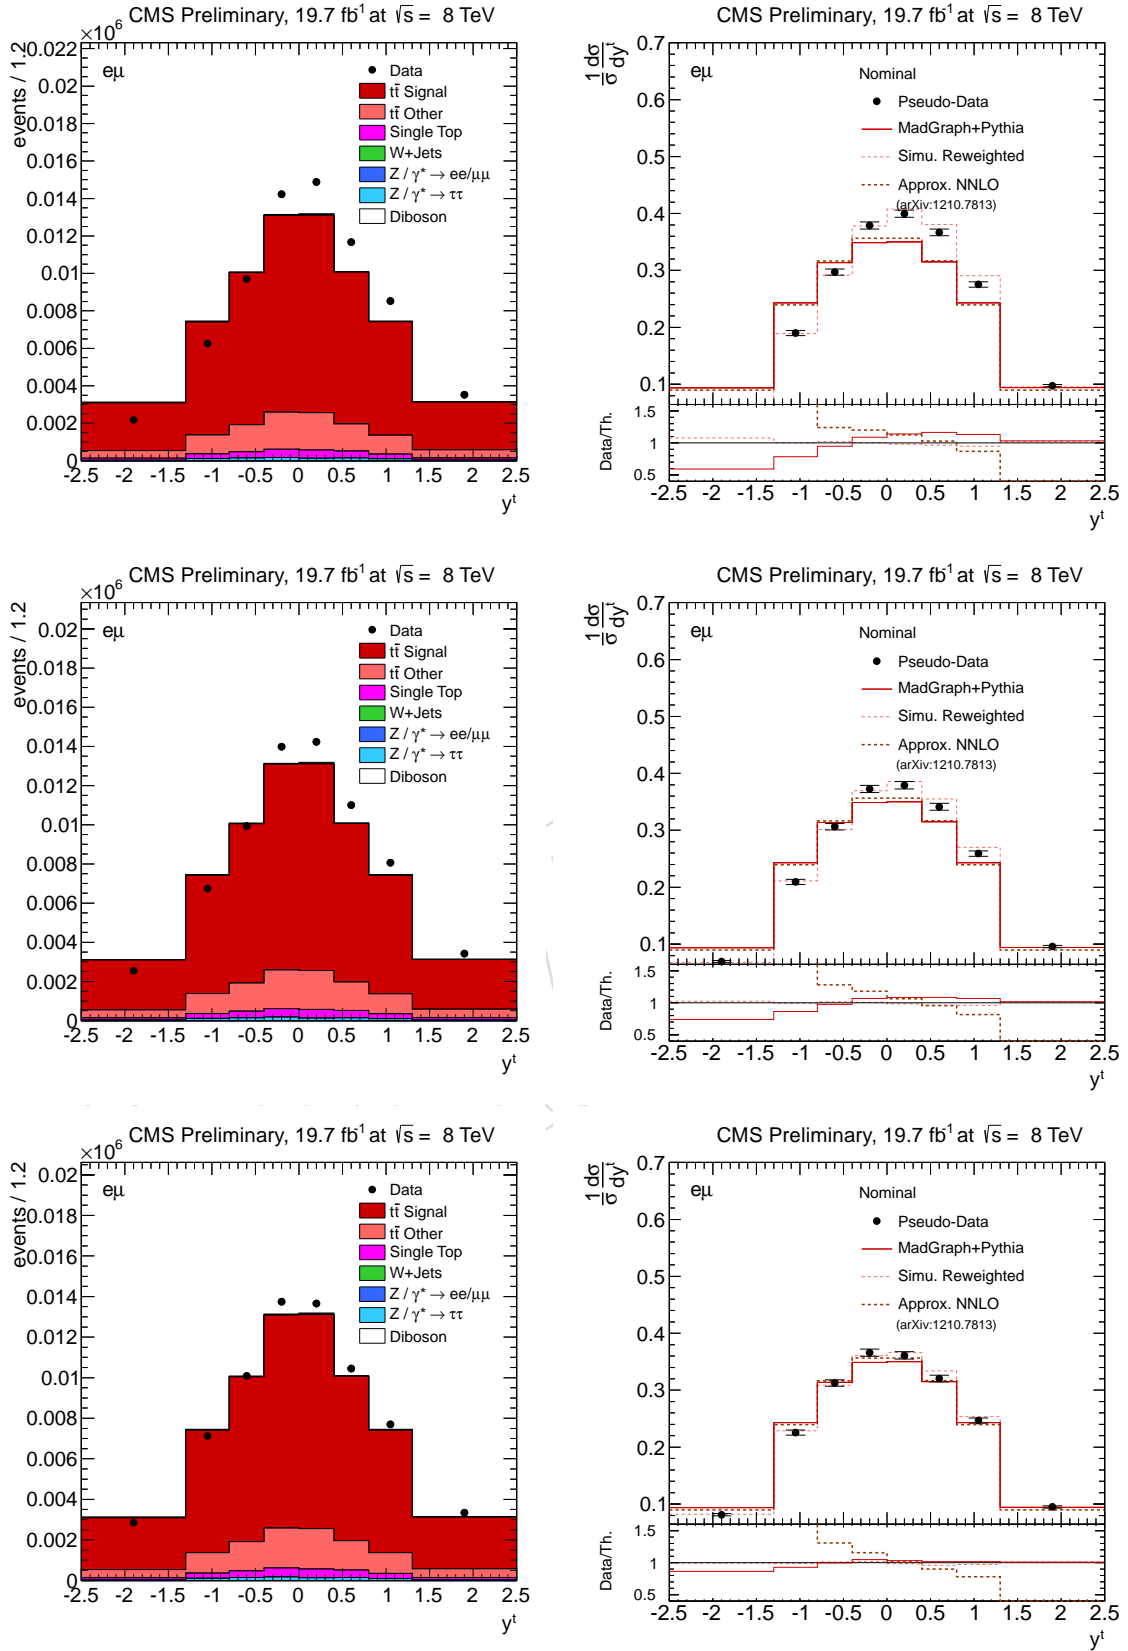 CMS Preliminary, 19.7 fb⁻¹ at √s = 8 TeV
×10⁶
events / 1.2
eμ
Data
tt̄ Signal
tt̄ Other
Single Top
W+Jets
Z / γ* → ee/μμ
Z / γ* → ττ
Diboson
0.022
0.02
0.018
0.016
0.014
0.012
0.01
0.008
0.006
0.004
0.002
0
-2.5 -2 -1.5 -1 -0.5 0 0.5 1 1.5 2 2.5
yᵗ
CMS Preliminary, 19.7 fb⁻¹ at √s = 8 TeV
1/σ dσ/dyᵗ
eμ
Nominal
Pseudo-Data
MadGraph+Pythia
Simu. Reweighted
Approx. NNLO
(arXiv:1210.7813)
0.7
0.6
0.5
0.4
0.3
0.2
0.1
Data/Th.
1.5
1
0.5
-2.5 -2 -1.5 -1 -0.5 0 0.5 1 1.5 2 2.5
yᵗ
CMS Preliminary, 19.7 fb⁻¹ at √s = 8 TeV
×10⁶
events / 1.2
eμ
Data
tt̄ Signal
tt̄ Other
Single Top
W+Jets
Z / γ* → ee/μμ
Z / γ* → ττ
Diboson
0.02
0.018
0.016
0.014
0.012
0.01
0.008
0.006
0.004
0.002
0
-2.5 -2 -1.5 -1 -0.5 0 0.5 1 1.5 2 2.5
yᵗ
CMS Preliminary, 19.7 fb⁻¹ at √s = 8 TeV
1/σ dσ/dyᵗ
eμ
Nominal
Pseudo-Data
MadGraph+Pythia
Simu. Reweighted
Approx. NNLO
(arXiv:1210.7813)
0.7
0.6
0.5
0.4
0.3
0.2
0.1
Data/Th.
1.5
1
0.5
-2.5 -2 -1.5 -1 -0.5 0 0.5 1 1.5 2 2.5
yᵗ
CMS Preliminary, 19.7 fb⁻¹ at √s = 8 TeV
×10⁶
events / 1.2
eμ
Data
tt̄ Signal
tt̄ Other
Single Top
W+Jets
Z / γ* → ee/μμ
Z / γ* → ττ
Diboson
0.02
0.018
0.016
0.014
0.012
0.01
0.008
0.006
0.004
0.002
0
-2.5 -2 -1.5 -1 -0.5 0 0.5 1 1.5 2 2.5
yᵗ
CMS Preliminary, 19.7 fb⁻¹ at √s = 8 TeV
1/σ dσ/dyᵗ
eμ
Nominal
Pseudo-Data
MadGraph+Pythia
Simu. Reweighted
Approx. NNLO
(arXiv:1210.7813)
0.7
0.6
0.5
0.4
0.3
0.2
0.1
Data/Th.
1.5
1
0.5
-2.5 -2 -1.5 -1 -0.5 0 0.5 1 1.5 2 2.5
yᵗ